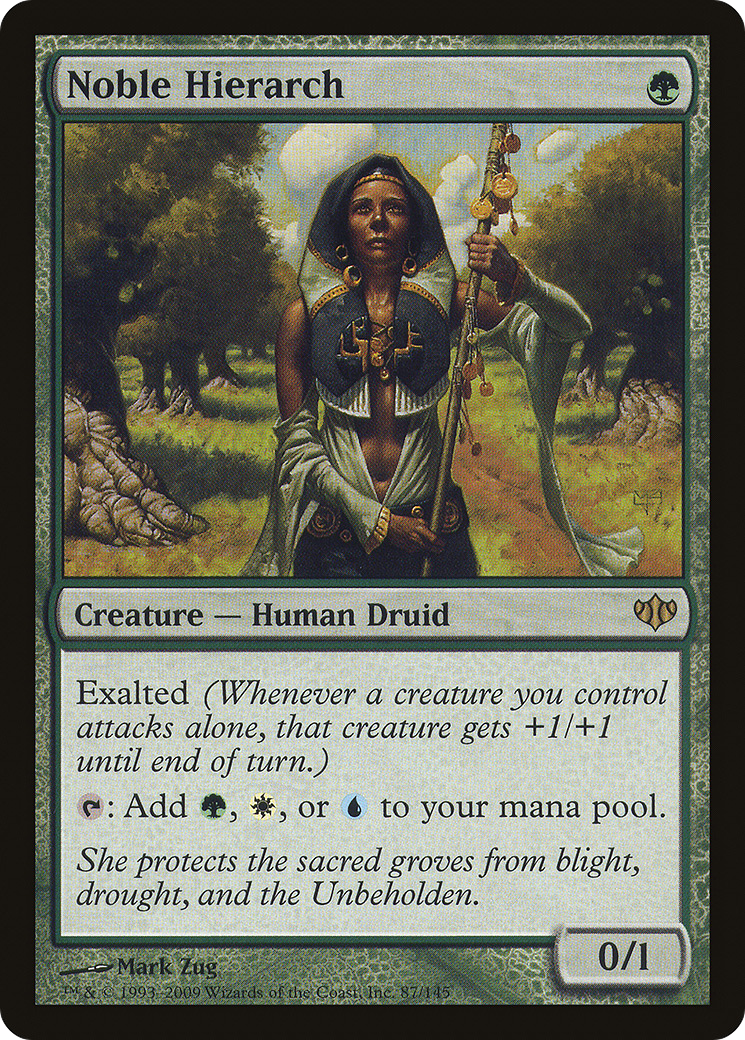 Noble Hierarch
Creature — Human Druid
Exalted (Whenever a creature you control
attacks alone, that creature gets +1/+1
until end of turn.)
: Add , , or to your mana pool.
She protects the sacred groves from blight,
drought, and the Unbeholden.
0/1
Mark Zug
™ & © 1993–2009 Wizards of the Coast, Inc. 87/145